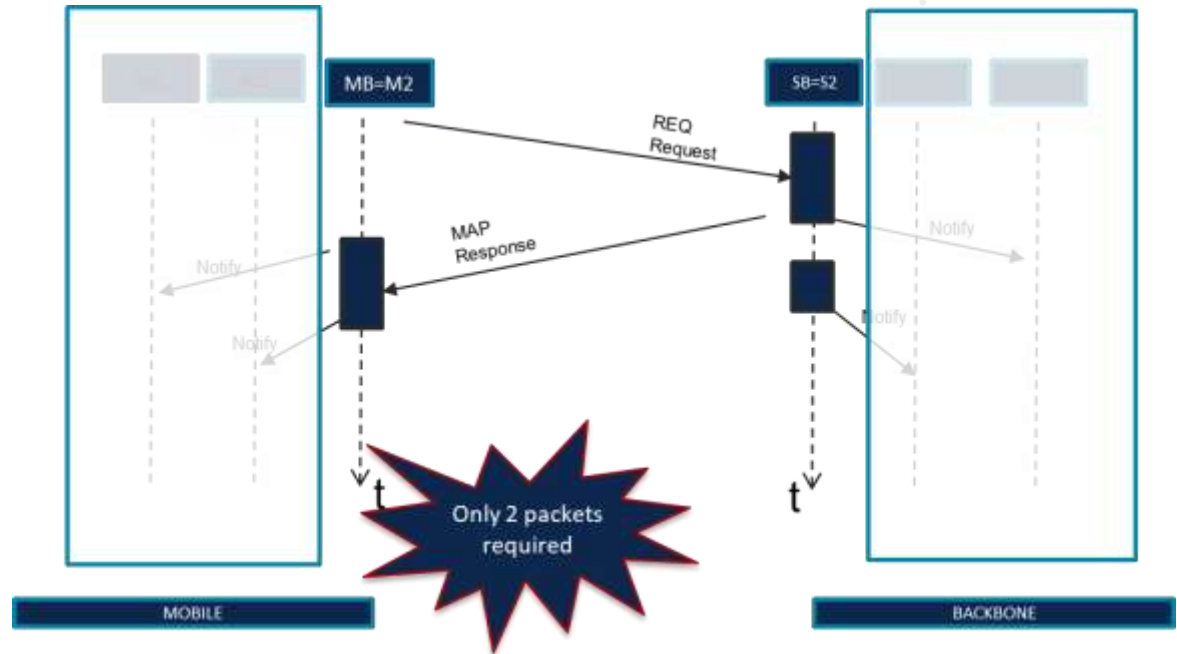 MB=M2
SB=S2
REQ
Request
MAP
Response
Notify
Notify
Notify
Notify
t
t
Only 2 packets
required
MOBILE
BACKBONE